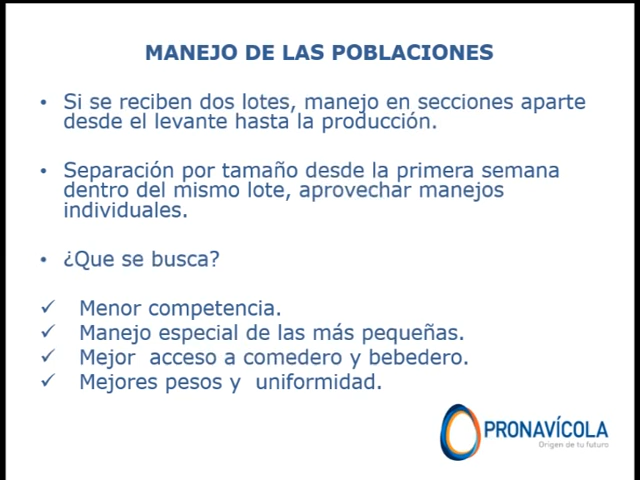 MANEJO DE LAS POBLACIONES
• Si se reciben dos lotes, manejo en secciones aparte
desde el levante hasta la producción.
• Separación por tamaño desde la primera semana
dentro del mismo lote, aprovechar manejos
individuales.
• ¿Que se busca?
✓ Menor competencia.
✓ Manejo especial de las más pequeñas.
✓ Mejor acceso a comedero y bebedero.
✓ Mejores pesos y uniformidad.
PRONAVÍCOLA
Origen de tu futuro